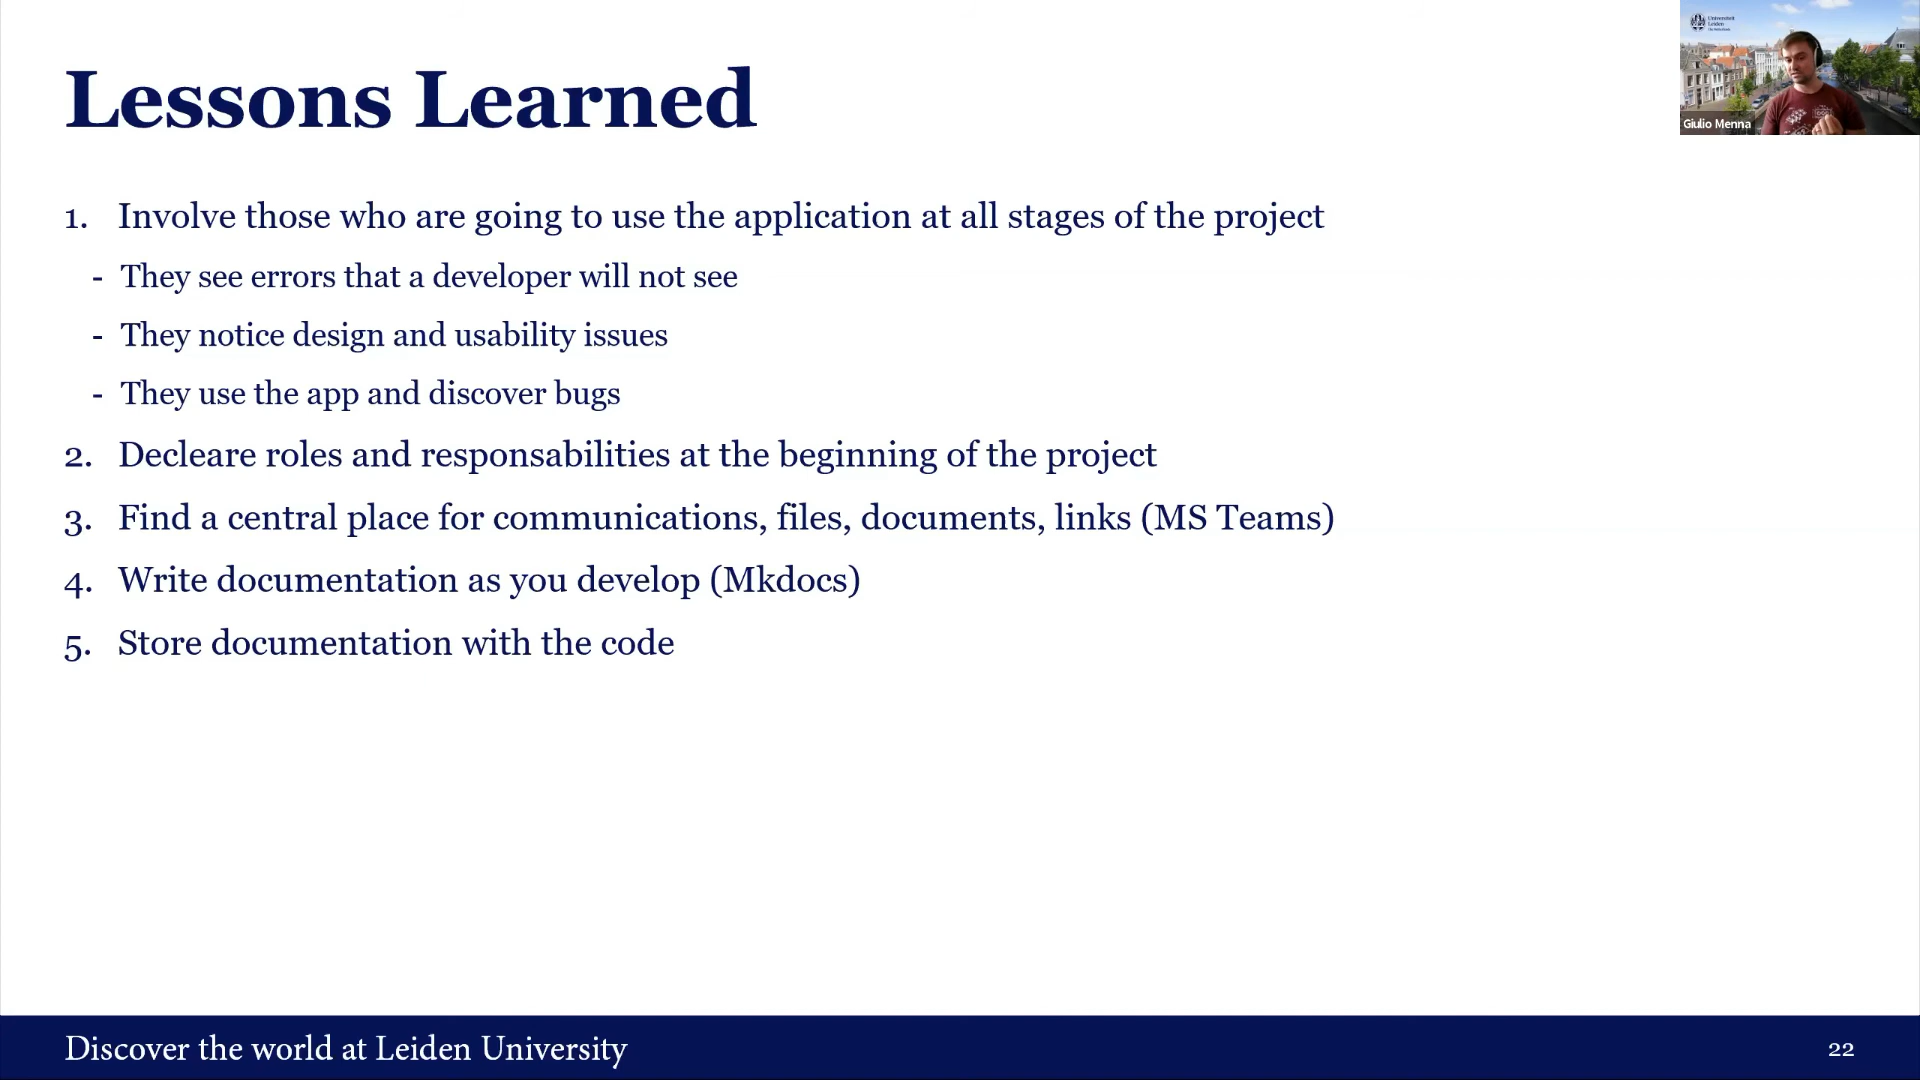 Lessons Learned
Universiteit
Leiden
Giulio Menna
1. Involve those who are going to use the application at all stages of the project
- They see errors that a developer will not see
- They notice design and usability issues
- They use the app and discover bugs
2. Decleare roles and responsabilities at the beginning of the project
3. Find a central place for communications, files, documents, links (MS Teams)
4. Write documentation as you develop (Mkdocs)
5. Store documentation with the code
Discover the world at Leiden University
22